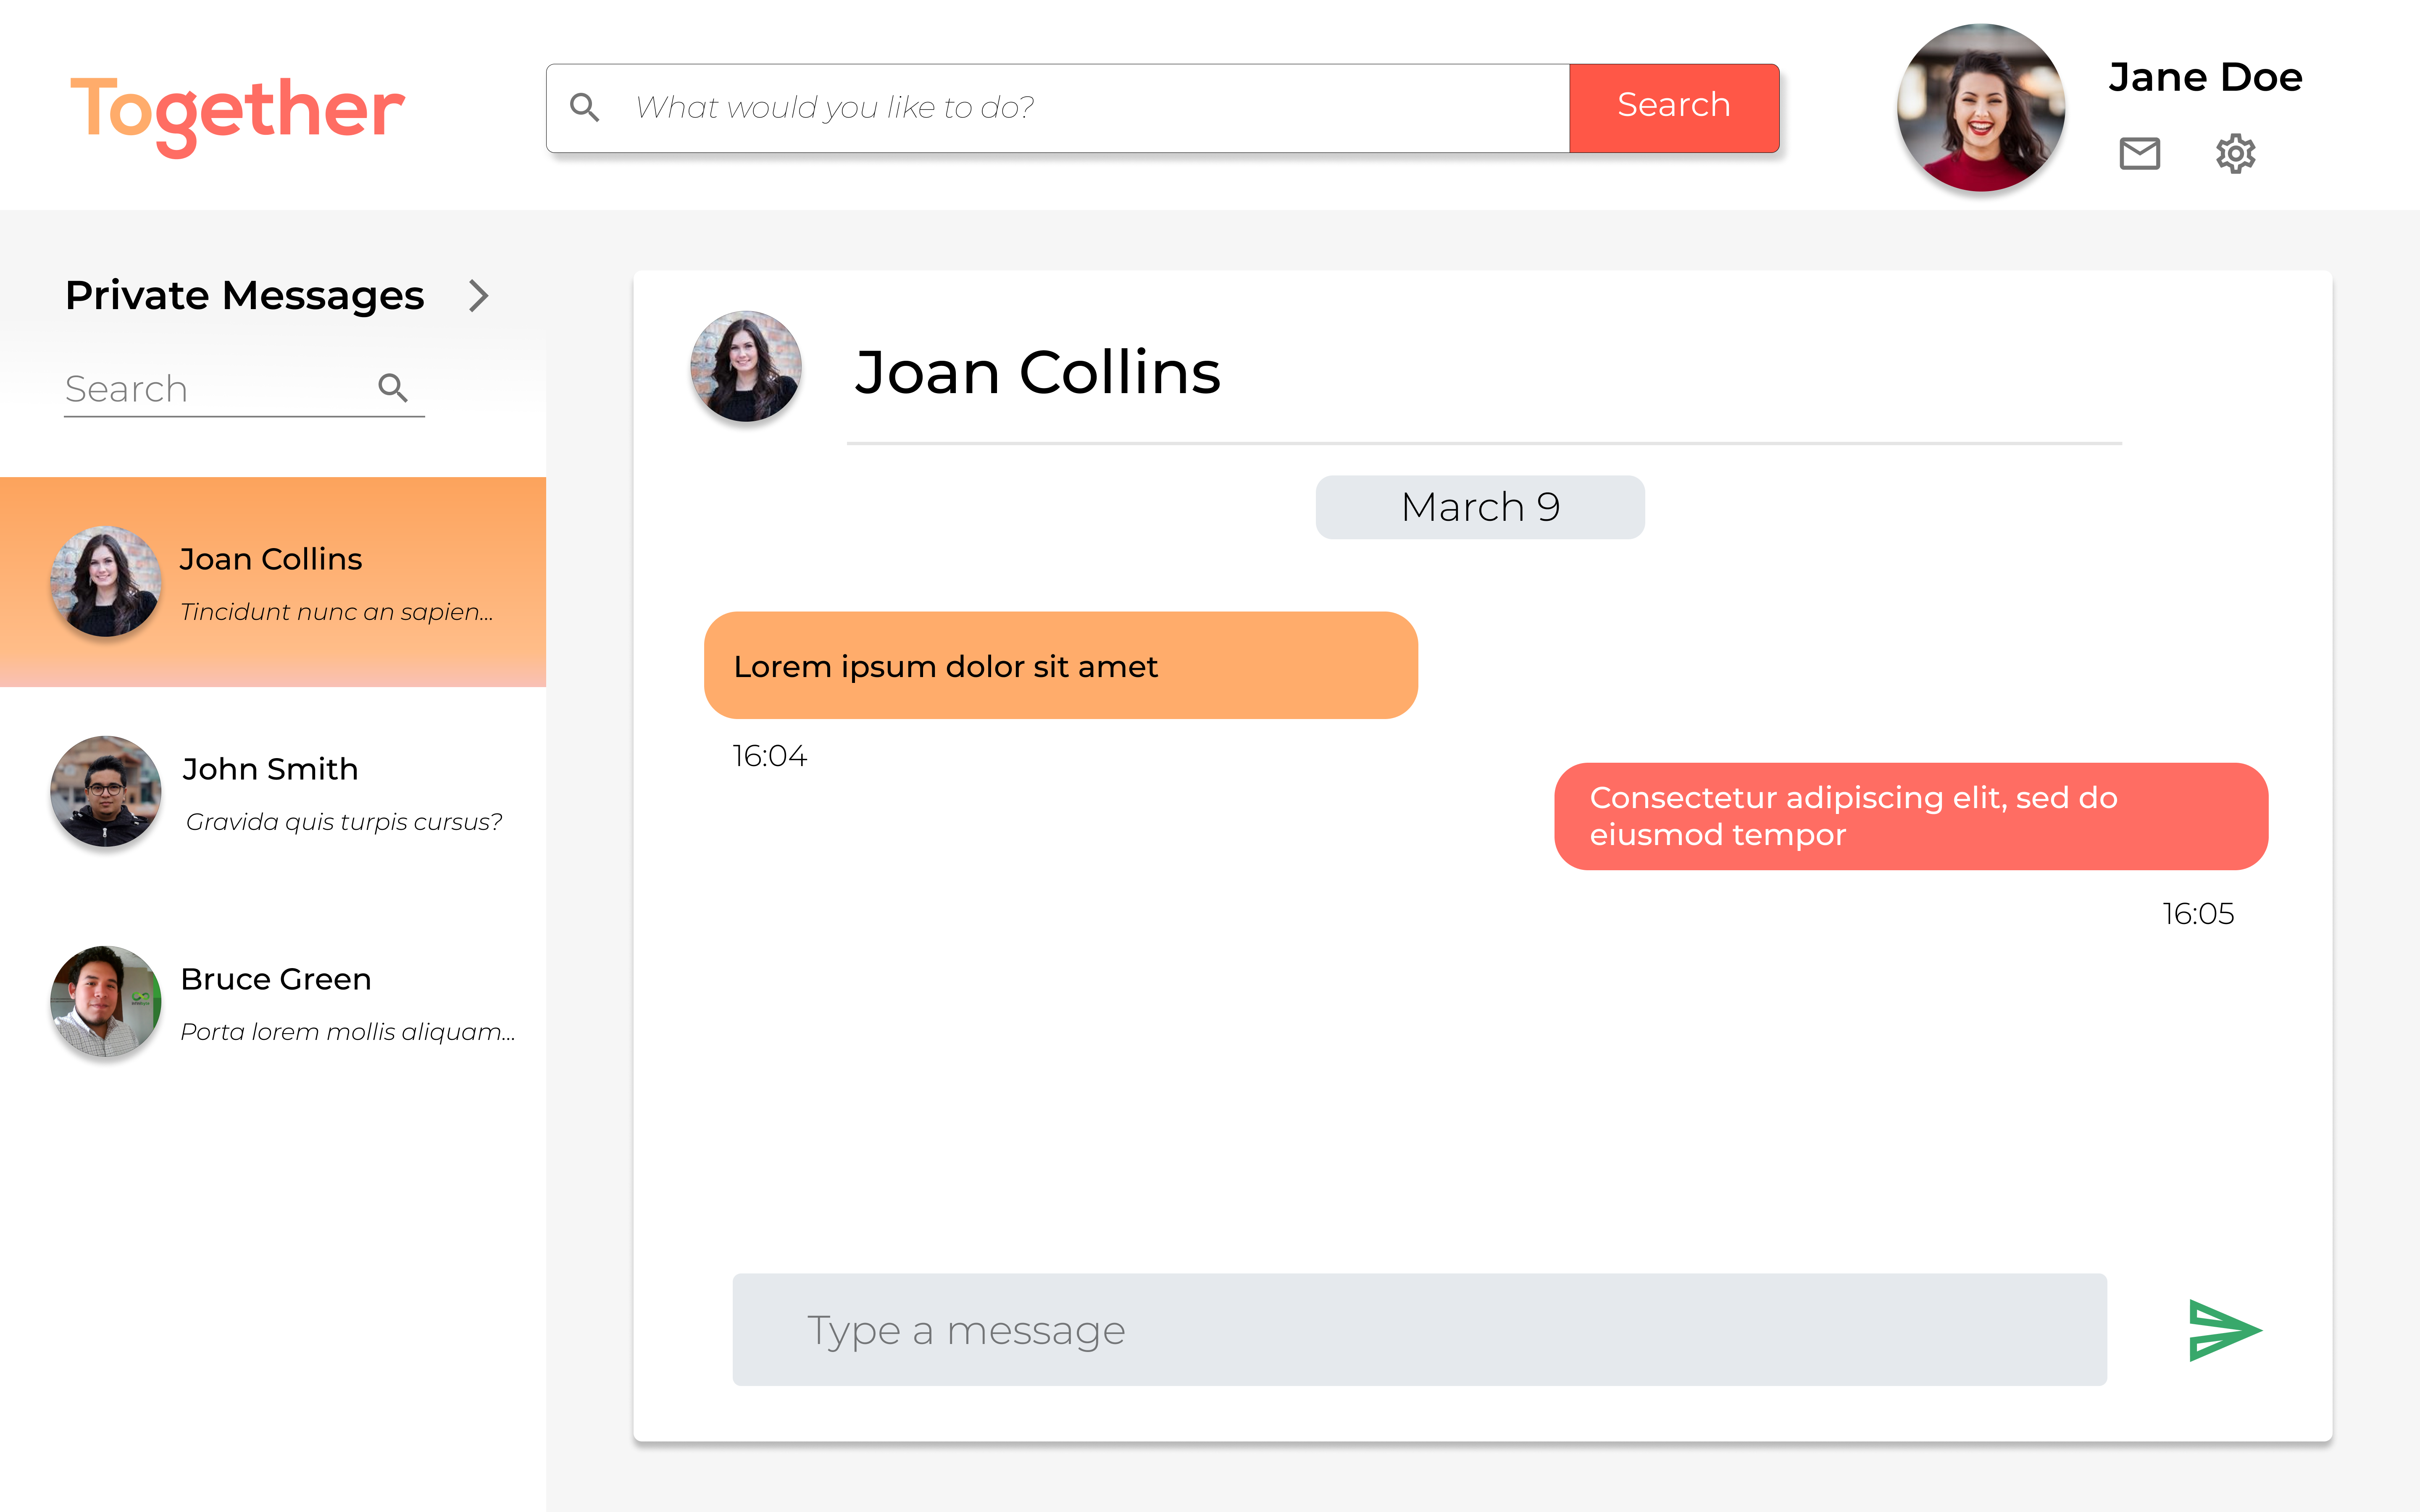 Together
What would you like to do?
Search
Jane Doe
Private Messages
Search
Joan Collins
Tincidunt nunc an sapien...
John Smith
Gravida quis turpis cursus?
Bruce Green
Porta lorem mollis aliquam...
Joan Collins
March 9
Lorem ipsum dolor sit amet
16:04
Consectetur adipiscing elit, sed do
eiusmod tempor
16:05
Type a message